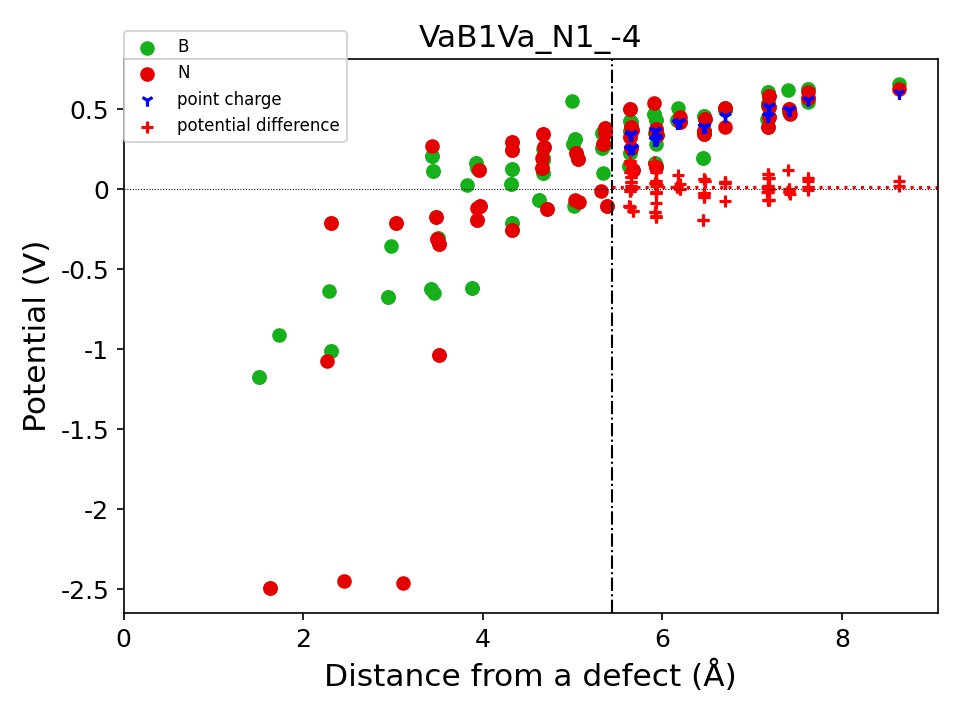 VaB1Va_N1_-4
B
N
point charge
potential difference
0.5
0
-0.5
-1
-1.5
-2
-2.5
Potential (V)
0
2
4
6
8
Distance from a defect (Å)